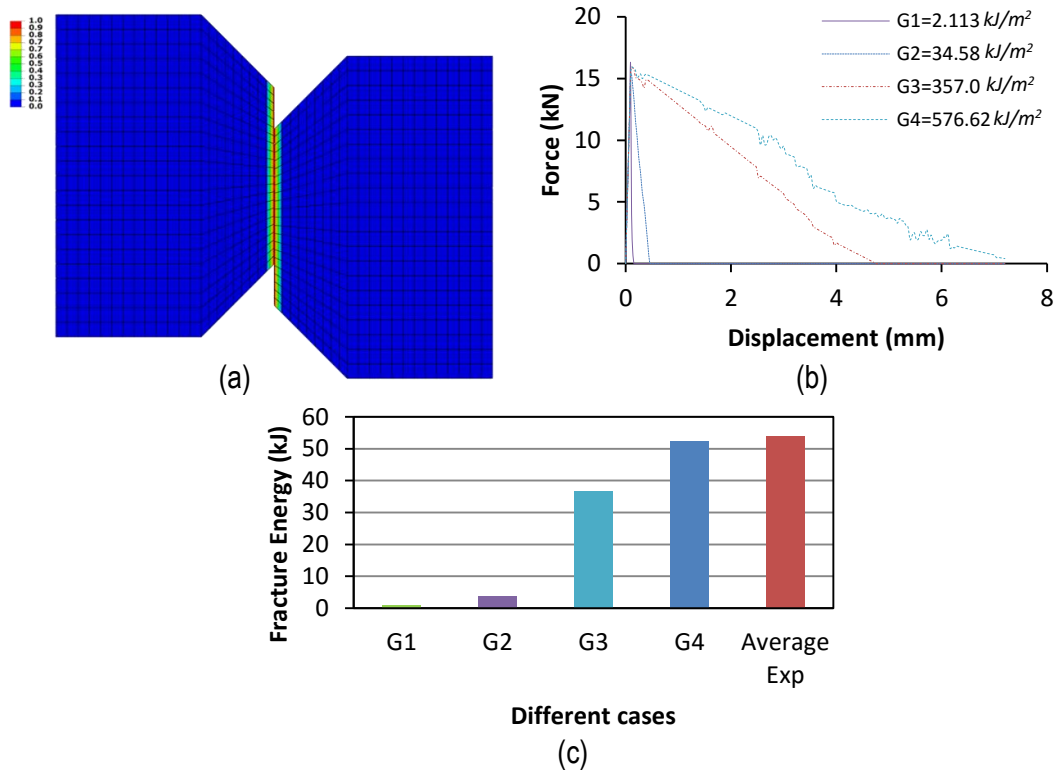 1.0
0.9
0.8
0.7
0.6
0.5
0.4
0.3
0.2
0.1
0.0
(a)
20
15
10
5
0
Force (kN)
0 2 4 6 8
Displacement (mm)
G1=2.113 kJ/m²
G2=34.58 kJ/m²
G3=357.0 kJ/m²
G4=576.62 kJ/m²
(b)
60
50
40
30
20
10
0
Fracture Energy (kJ)
G1 G2 G3 G4 Average
Exp
Different cases
(c)